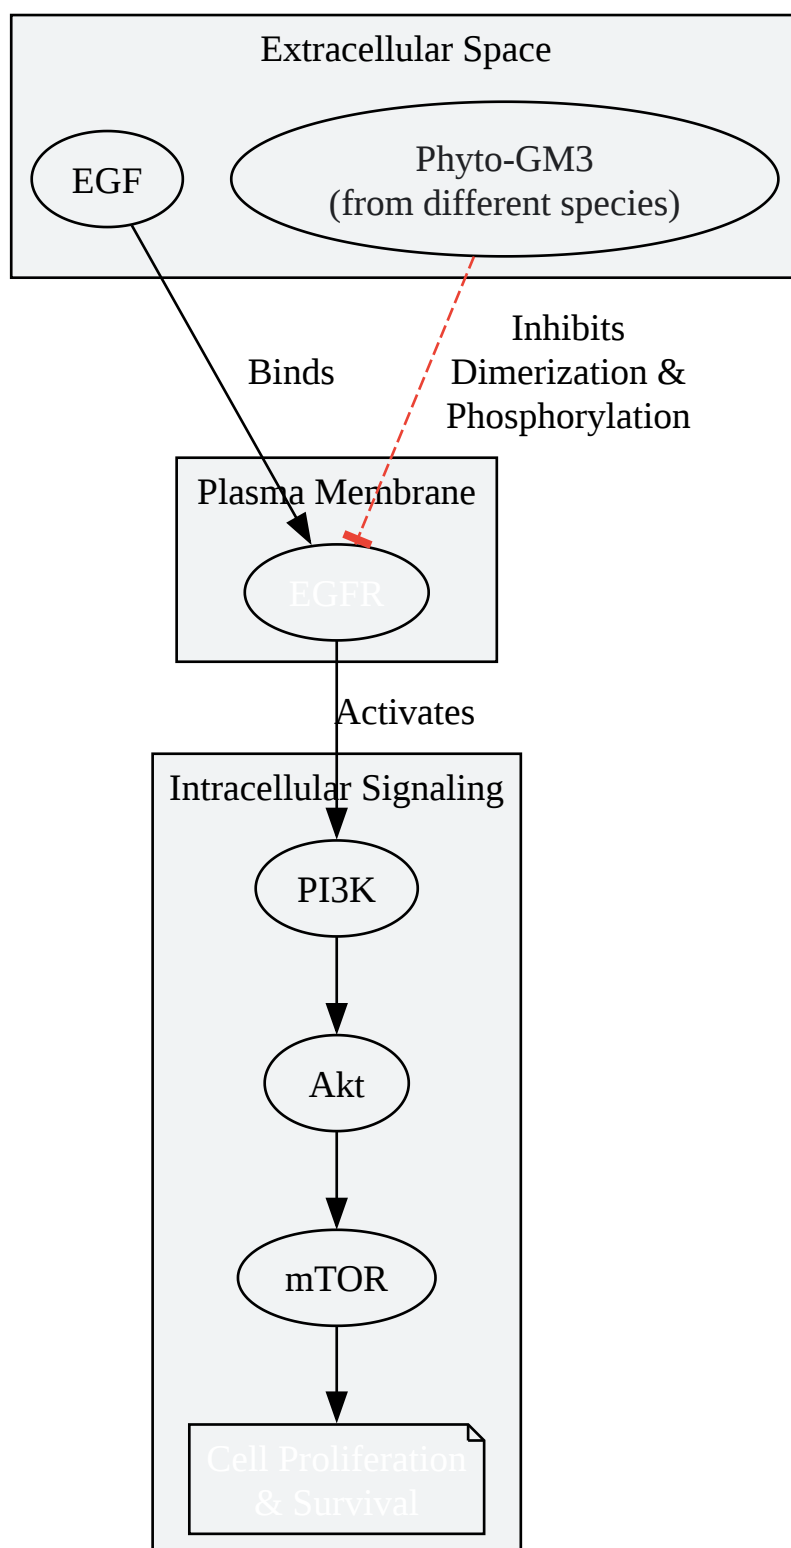 Extracellular Space
EGF
Phyto-GM3
(from different species)
Binds
Inhibits
Dimerization &
Phosphorylation
Plasma Membrane
EGFR
Activates
Intracellular Signaling
PI3K
Akt
mTOR
Cell Proliferation
& Survival